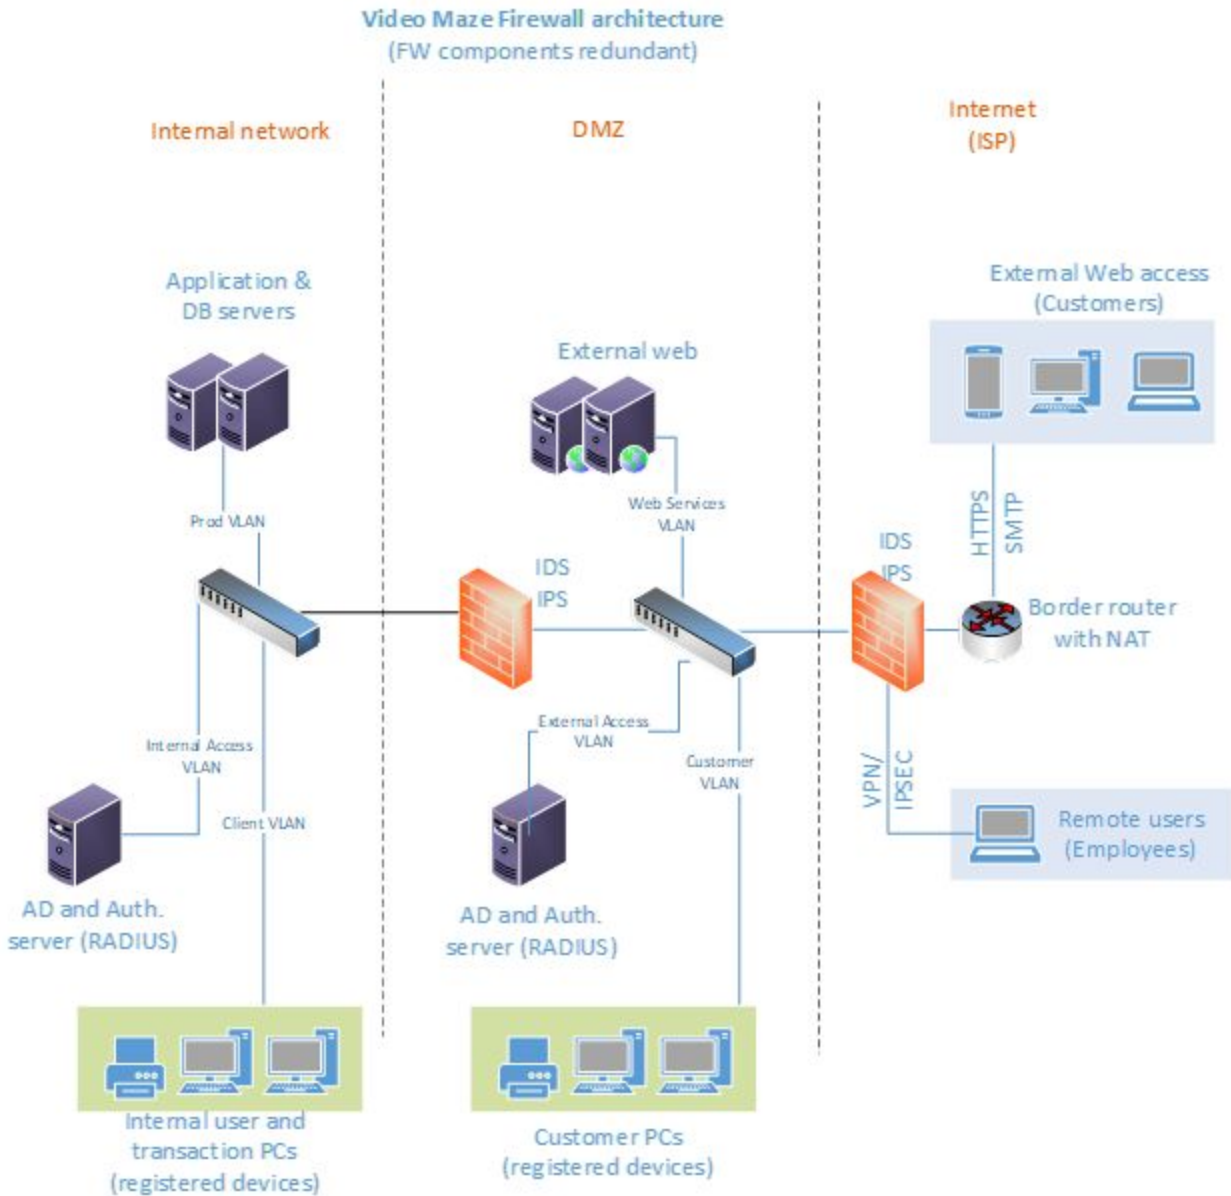 Video Maze Firewall architecture
(FW components redundant)
Internal network
DMZ
Internet
(ISP)
Application &
DB servers
External web
External Web access
(Customers)
Prod VLAN
Web Services
VLAN
HTTPS
SMTP
IDS
IPS
IDS
IPS
Border router
with NAT
Internal Access
VLAN
External Access
VLAN
Customer
VLAN
VPN/
IPSEC
Client VLAN
Remote users
(Employees)
AD and Auth.
server (RADIUS)
AD and Auth.
server (RADIUS)
Internal user and
transaction PCs
(registered devices)
Customer PCs
(registered devices)